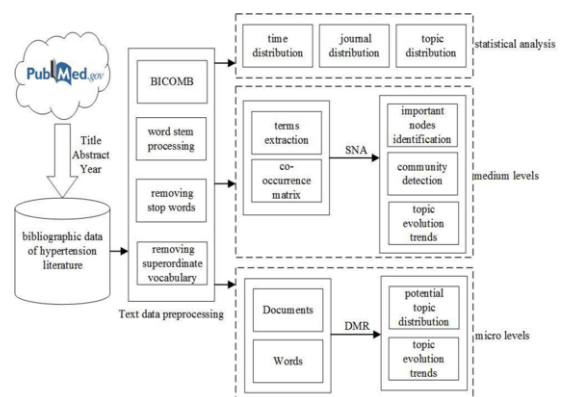 PubMed.gov
Title
Abstract
Year
bibliographic data
of hypertension
literature
BICOMB
word stem
processing
removing
stop words
removing
superordinate
vocabulary
Text data preprocessing
time
distribution
journal
distribution
topic
distribution
statistical analysis
terms
extraction
co-
occurrence
matrix
SNA
important
nodes
identification
community
detection
topic
evolution
trends
medium levels
Documents
Words
DMR
potential
topic
distribution
topic
evolution
trends
micro levels